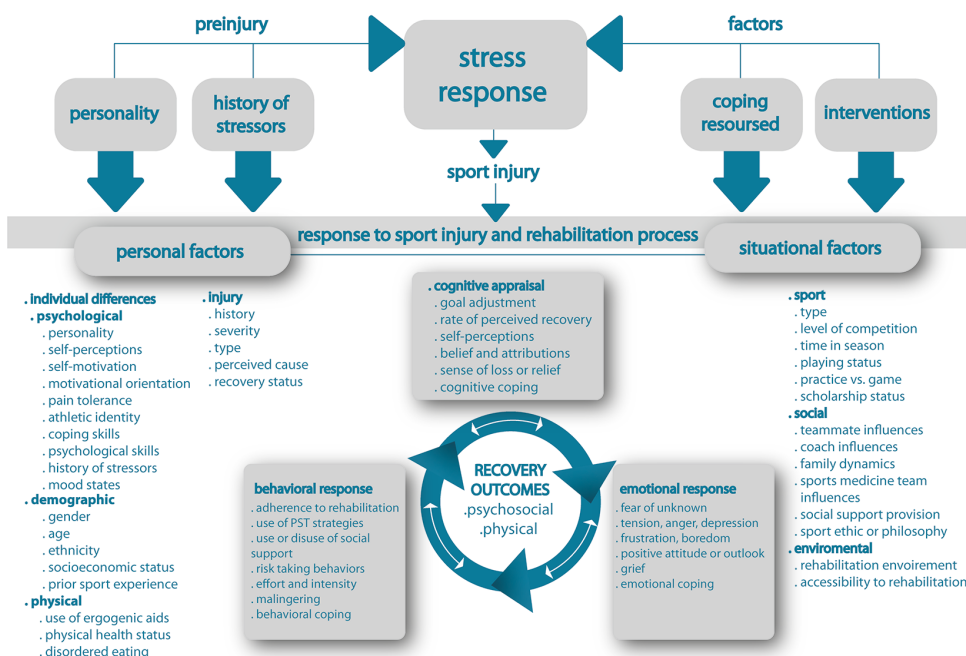 preinjury
factors
stress
response
personality
history of
stressors
coping
resoursed
interventions
sport injury
response to sport injury and rehabilitation process
personal factors
situational factors
. individual differences
. psychological
. personality
. self-perceptions
. self-motivation
. motivational orientation
. pain tolerance
. athletic identity
. coping skills
. psychological skills
. history of stressors
. mood states
. demographic
. gender
. age
. ethnicity
. socioeconomic status
. prior sport experience
. physical
. use of ergogenic aids
. physical health status
. disordered eating
. injury
. history
. severity
. type
. perceived cause
. recovery status
. cognitive appraisal
. goal adjustment
. rate of perceived recovery
. self-perceptions
. belief and attributions
. sense of loss or relief
. cognitive coping
behavioral response
. adherence to rehabilitation
. use of PST strategies
. use or disuse of social
support
. risk taking behaviors
. effort and intensity
. malingering
. behavioral coping
RECOVERY
OUTCOMES
.psychosocial
.physical
emotional response
. fear of unknown
. tension, anger, depression
. frustration, boredom
. positive attitude or outlook
. grief
. emotional coping
. sport
. type
. level of competition
. time in season
. playing status
. practice vs. game
. scholarship status
. social
. teammate influences
. coach influences
. family dynamics
. sports medicine team
influences
. social support provision
. sport ethic or philosophy
. enviromental
. rehabilitation envoirement
. accessibility to rehabilitation